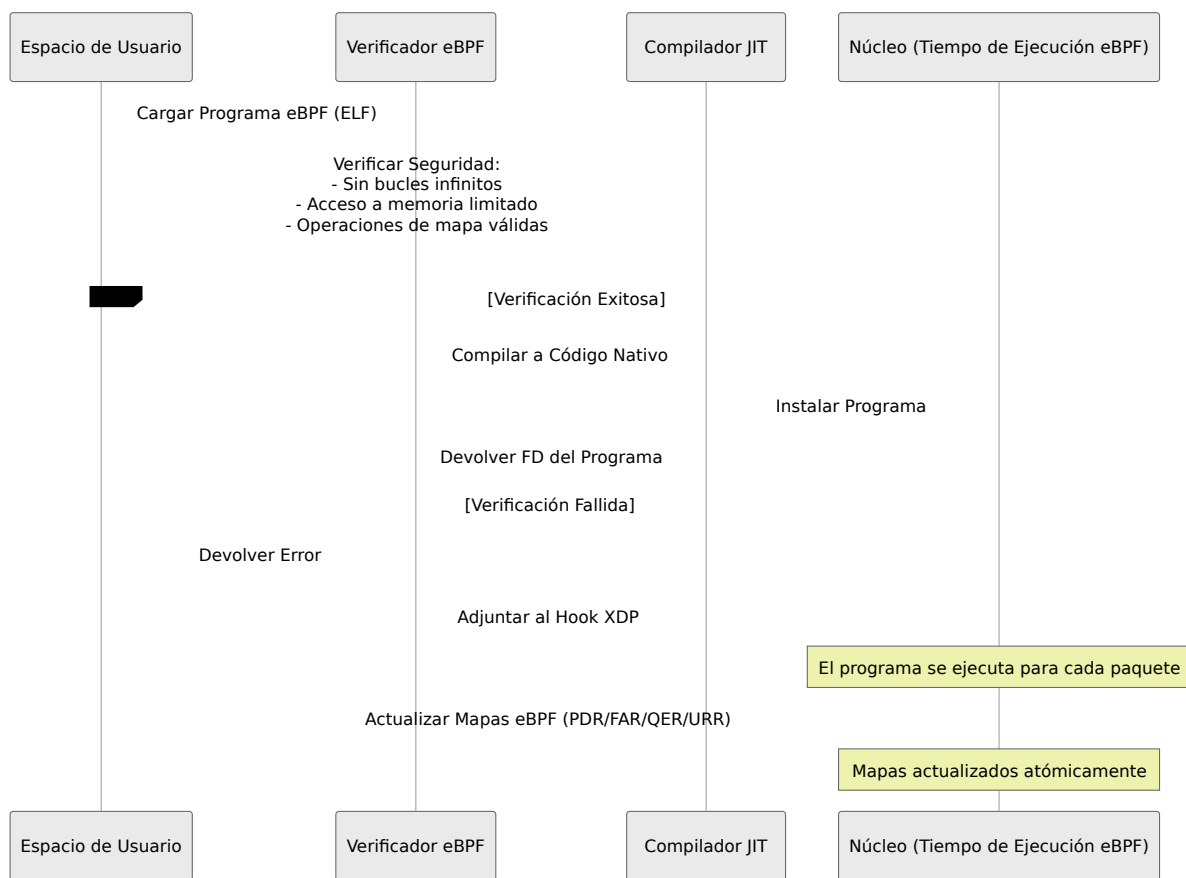 Espacio de Usuario
Verificador eBPF
Compilador JIT
Núcleo (Tiempo de Ejecución eBPF)
Cargar Programa eBPF (ELF)
Verificar Seguridad:
- Sin bucles infinitos
- Acceso a memoria limitado
- Operaciones de mapa válidas
[Verificación Exitosa]
Compilar a Código Nativo
Instalar Programa
Devolver FD del Programa
[Verificación Fallida]
Devolver Error
Adjuntar al Hook XDP
El programa se ejecuta para cada paquete
Actualizar Mapas eBPF (PDR/FAR/QER/URR)
Mapas actualizados atómicamente
Espacio de Usuario
Verificador eBPF
Compilador JIT
Núcleo (Tiempo de Ejecución eBPF)